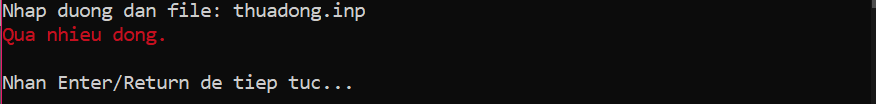 Nhap duong dan file: thuadong.inp
Qua nhieu dong.
Nhan Enter/Return de tiep tuc...